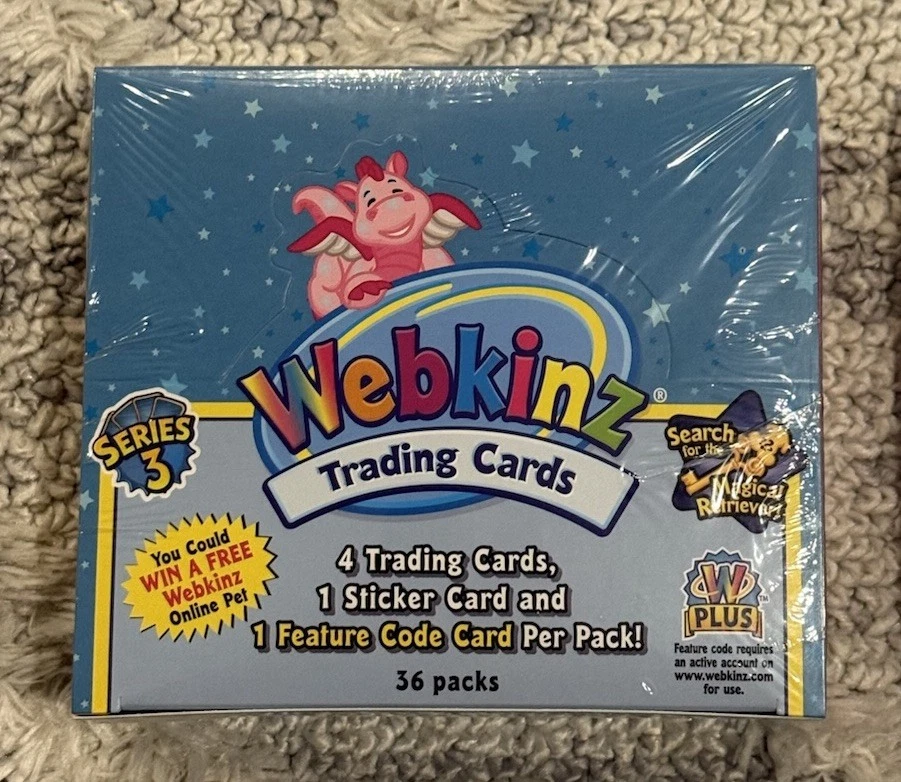 Webkinz®
Trading Cards
SERIES
3
Search
for the
Magical
Retriever!
You Could
WIN A FREE
Webkinz
Online Pet
4 Trading Cards,
1 Sticker Card and
1 Feature Code Card Per Pack!
36 packs
W
PLUS™
Feature code requires
an active account on
www.webkinz.com
for use.